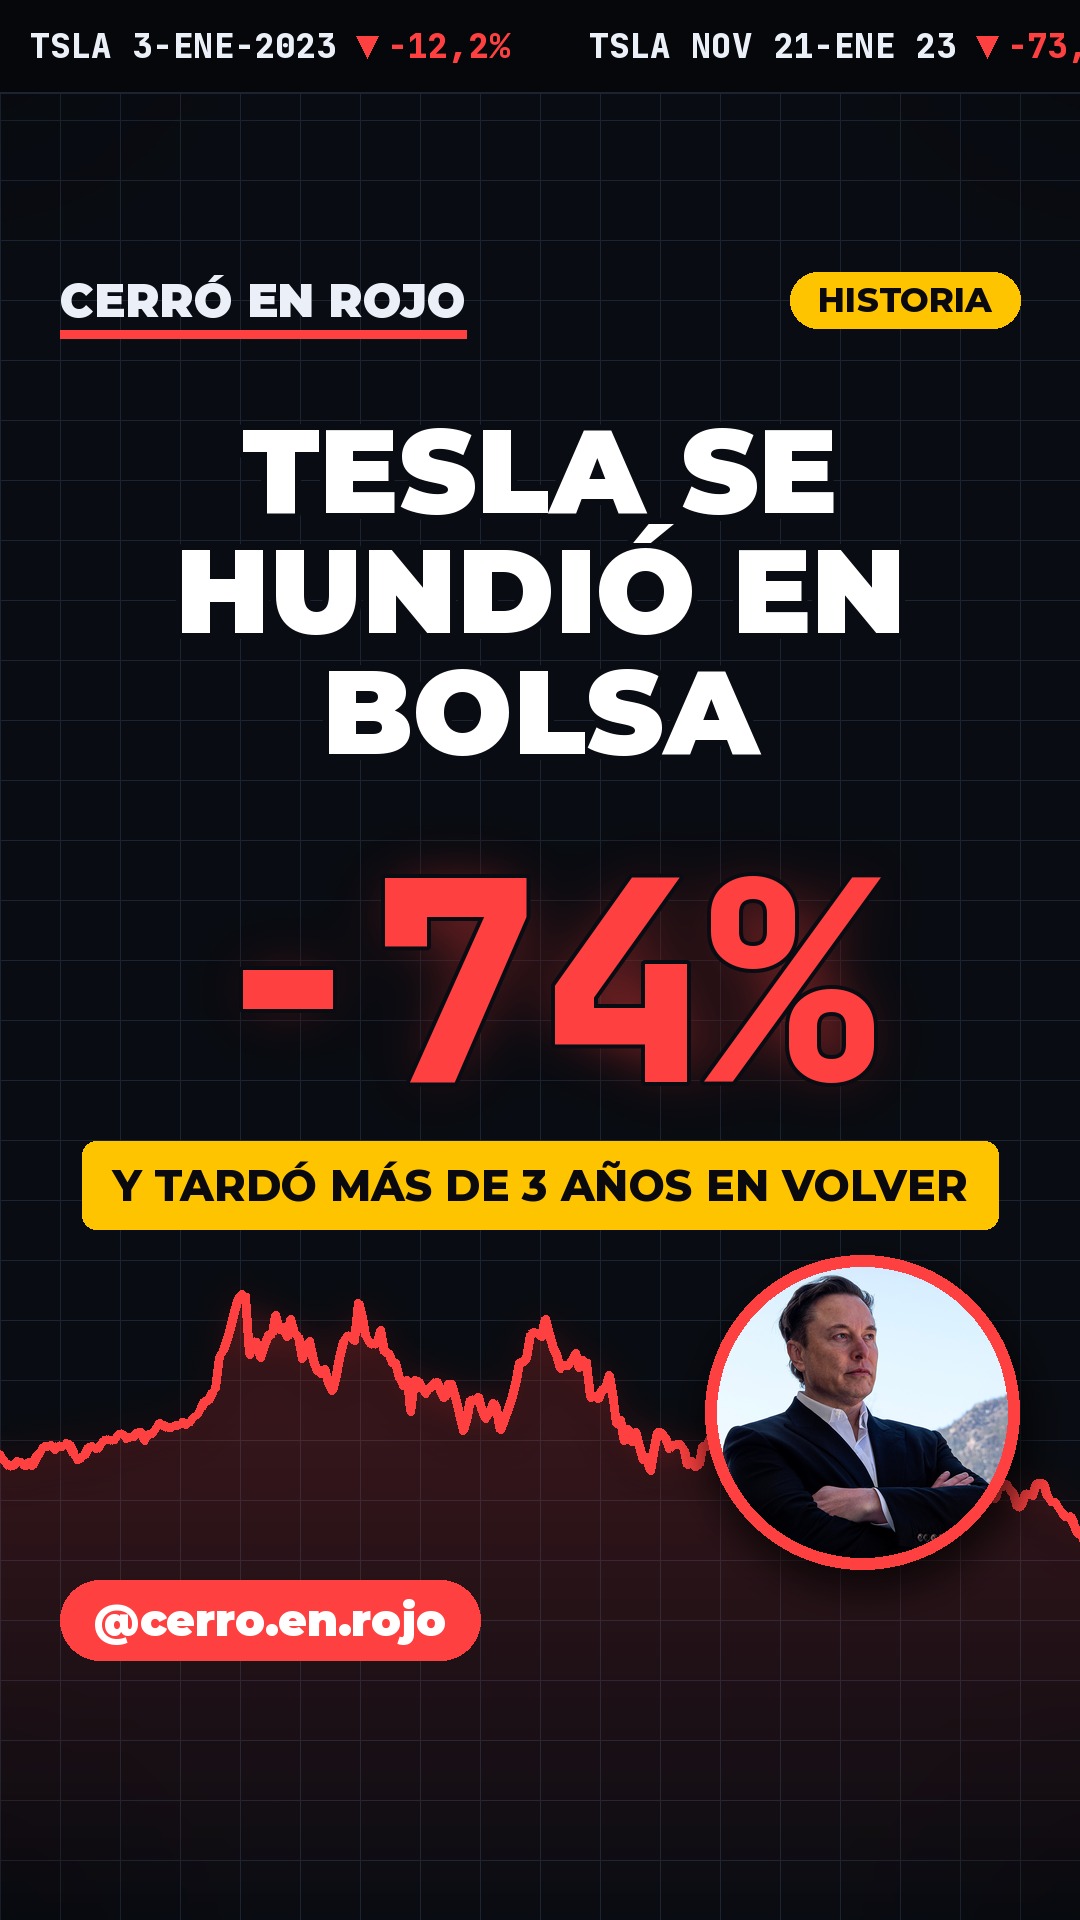 TSLA 3-ENE-2023 ▼ -12,2% TSLA NOV 21-ENE 23 ▼ -73,
CERRÓ EN ROJO
HISTORIA
TESLA SE
HUNDIÓ EN
BOLSA
-74%
Y TARDÓ MÁS DE 3 AÑOS EN VOLVER
@cerro.en.rojo